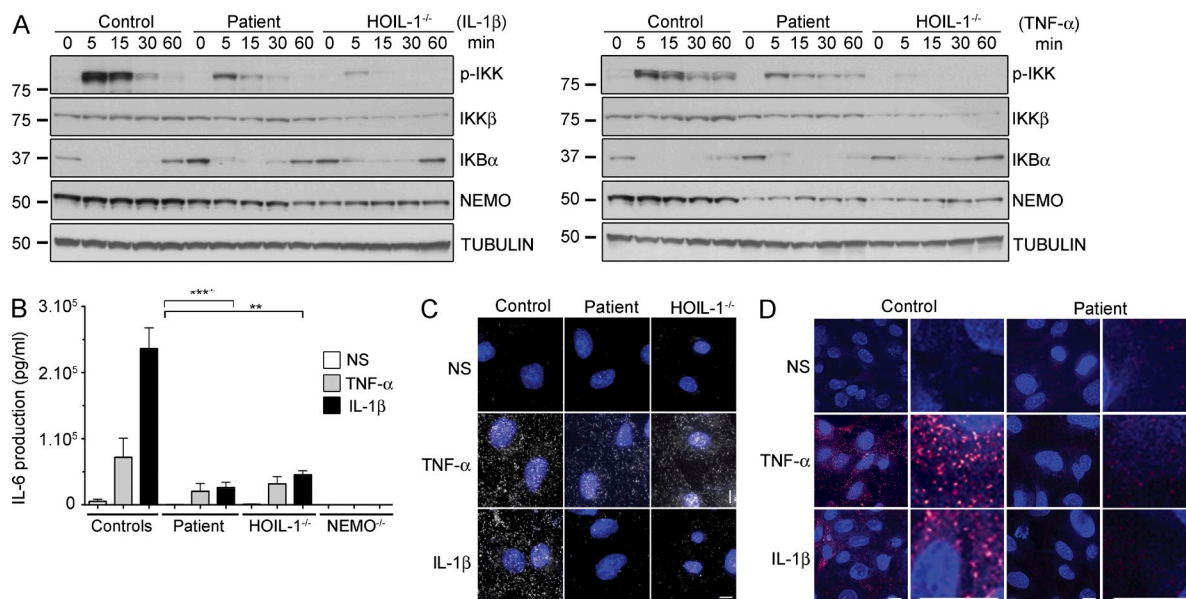 A
Control Patient HOIL-1-/- (IL-1β)
0 5 15 30 60 0 5 15 30 60 0 5 15 30 60 min
75 p-IKK
75 IKKβ
37 IKBα
50 NEMO
50 TUBULIN
Control Patient HOIL-1-/- (TNF-α)
0 5 15 30 60 0 5 15 30 60 0 5 15 30 60 min
75 p-IKK
75 IKKβ
37 IKBα
50 NEMO
50 TUBULIN
B
IL-6 production (pg/ml)
3.10⁵
2.10⁵
1.10⁵
0
***
**
NS
TNF-α
IL-1β
Controls Patient HOIL-1-/- NEMO-/-
C
Control Patient HOIL-1-/-
NS
TNF-α
IL-1β
D
Control Patient
NS
TNF-α
IL-1β